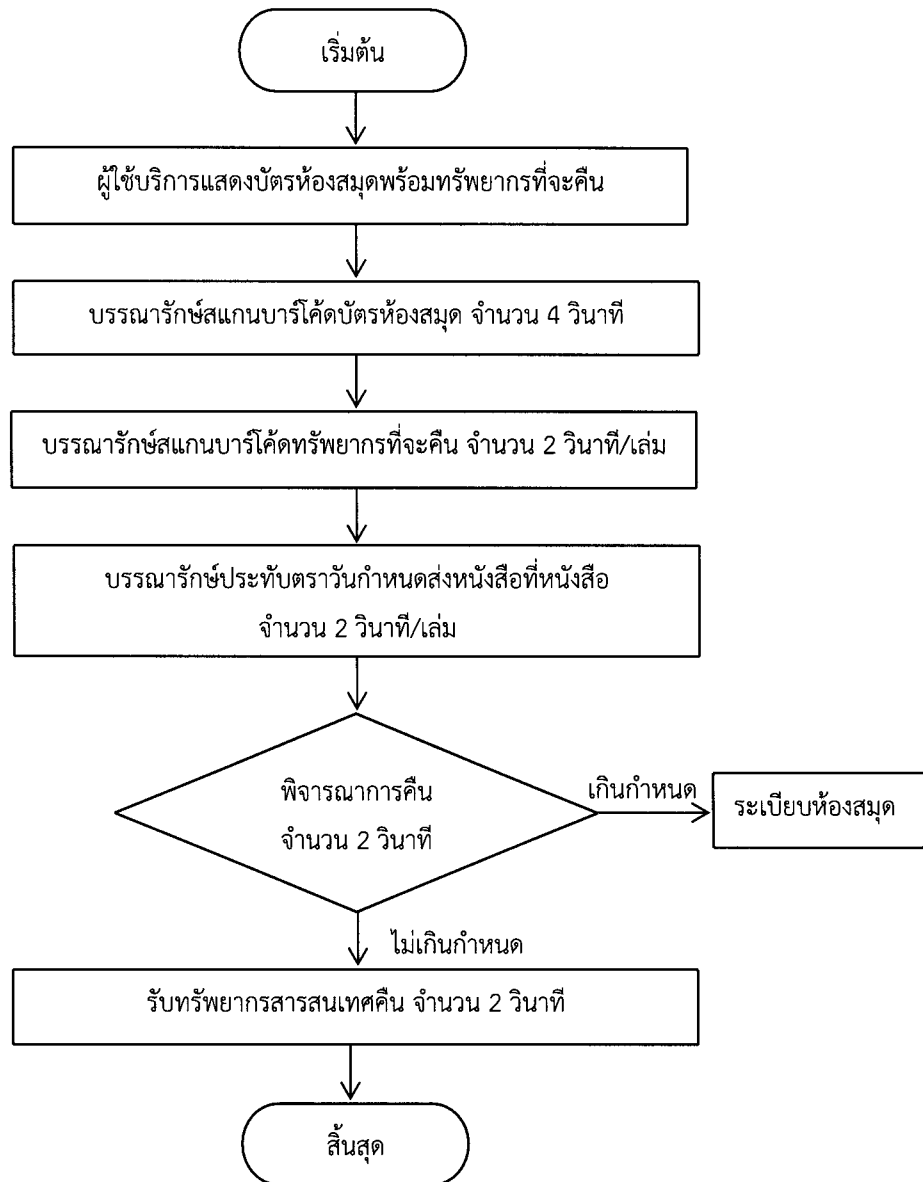 เริ่มต้น
ผู้ใช้บริการแสดงบัตรห้องสมุดพร้อมทรัพยากรที่จะคืน
บรรณารักษ์สแกนบาร์โค้ดบัตรห้องสมุด จำนวน 4 วินาที
บรรณารักษ์สแกนบาร์โค้ดทรัพยากรที่จะคืน จำนวน 2 วินาที/เล่ม
บรรณารักษ์ประทับตราวันกำหนดส่งหนังสือที่หนังสือ
จำนวน 2 วินาที/เล่ม
พิจารณาการคืน
จำนวน 2 วินาที
เกินกำหนด
ระเบียบห้องสมุด
ไม่เกินกำหนด
รับทรัพยากรสารสนเทศคืน จำนวน 2 วินาที
สิ้นสุด